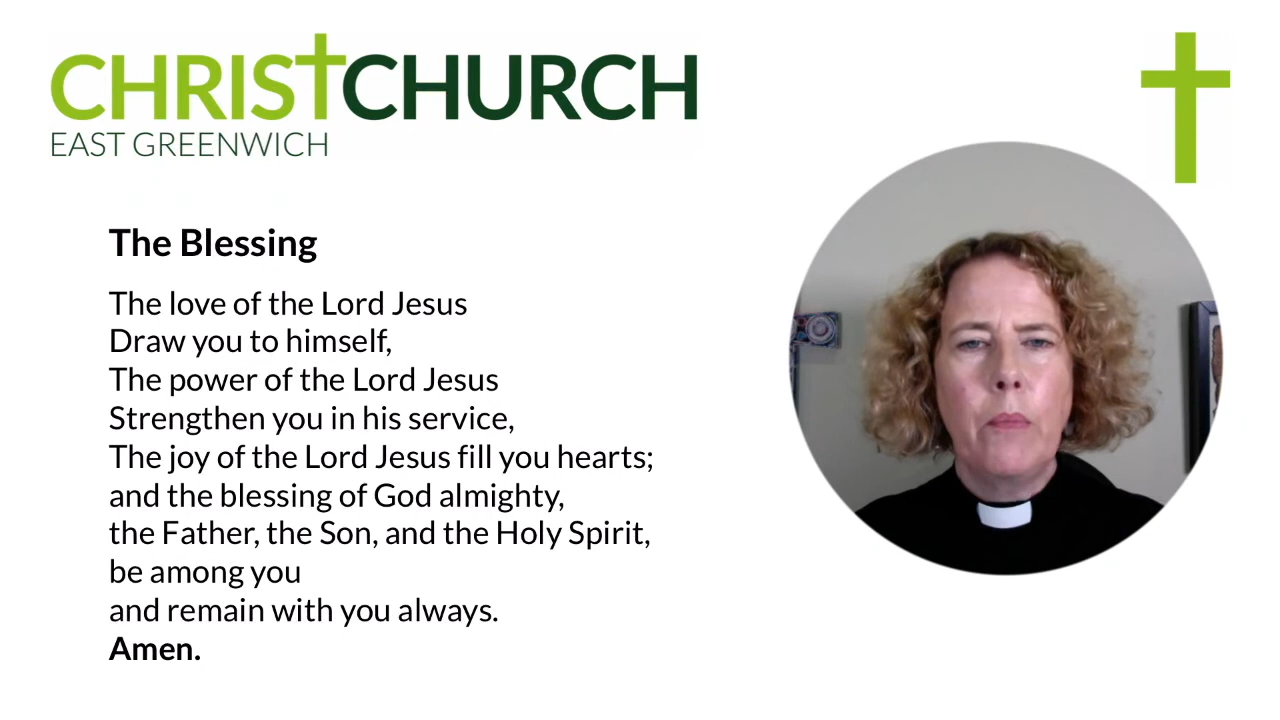 CHRISTCHURCH
EAST GREENWICH
The Blessing
The love of the Lord Jesus
Draw you to himself,
The power of the Lord Jesus
Strengthen you in his service,
The joy of the Lord Jesus fill you hearts;
and the blessing of God almighty,
the Father, the Son, and the Holy Spirit,
be among you
and remain with you always.
Amen.